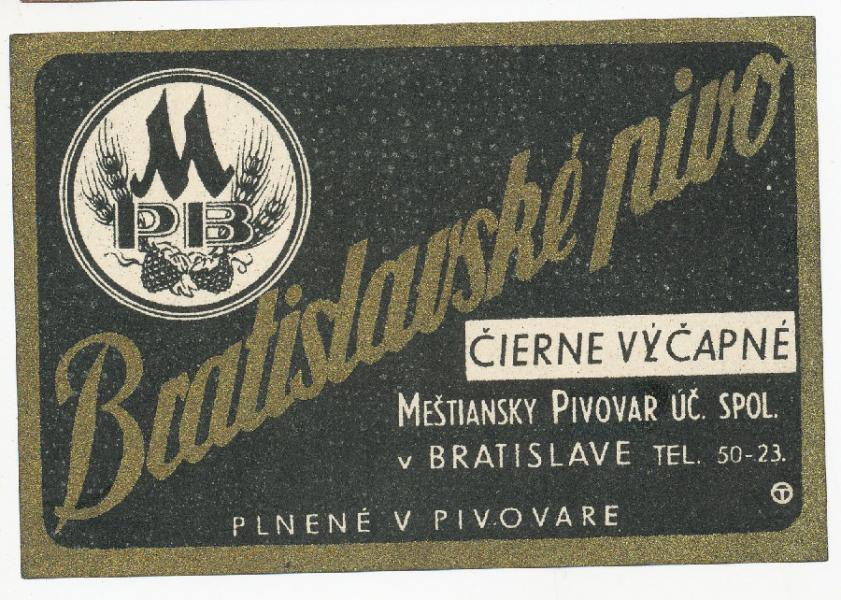 M
PB
Bratislavské pivo
ČIERNE VÝČAPNÉ
MEŠTIANSKY PIVOVAR ÚČ. SPOL.
v BRATISLAVE TEL. 50-23.
PLNENÉ V PIVOVARE